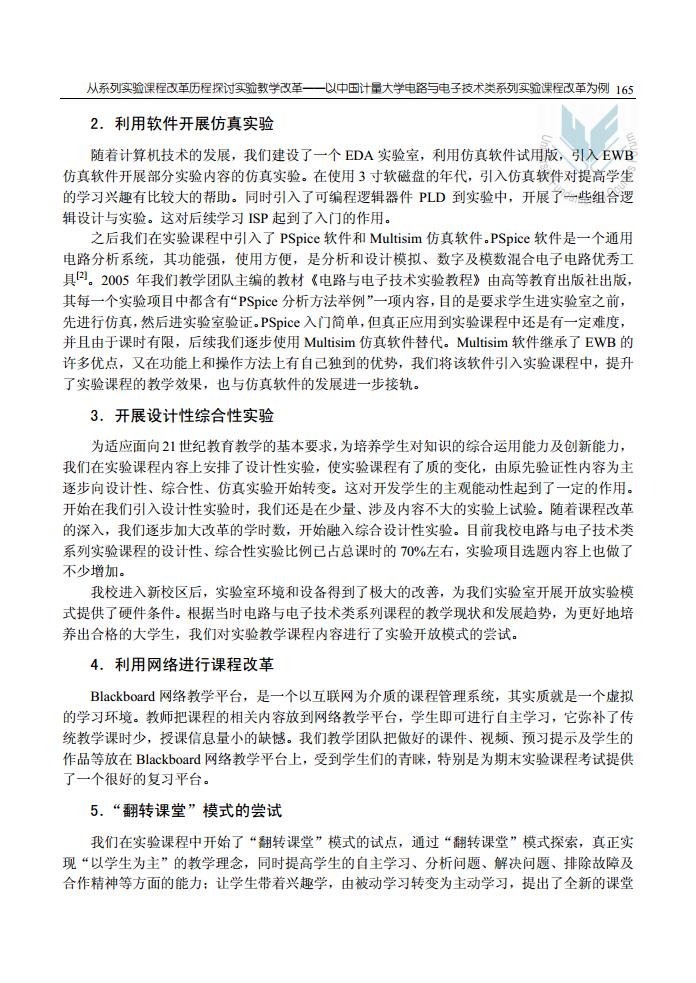 从系列实验课程改革历程探讨实验教学改革——以中国计量大学电路与电子技术类系列实验课程改革为例 165
2．利用软件开展仿真实验
随着计算机技术的发展，我们建设了一个 EDA 实验室，利用仿真软件试用版，引入 EWB
仿真软件开展部分实验内容的仿真实验。在使用 3 寸软磁盘的年代，引入仿真软件对提高学生
的学习兴趣有比较大的帮助。同时引入了可编程逻辑器件 PLD 到实验中，开展了一些组合逻
辑设计与实验。这对后续学习 ISP 起到了入门的作用。
之后我们在实验课程中引入了 PSpice 软件和 Multisim 仿真软件。PSpice 软件是一个通用
电路分析系统，其功能强，使用方便，是分析和设计模拟、数字及模数混合电子电路优秀工
具[2]。2005 年我们教学团队主编的教材《电路与电子技术实验教程》由高等教育出版社出版，
其每一个实验项目中都含有“PSpice 分析方法举例”一项内容，目的是要求学生进实验室之前，
先进行仿真，然后进实验室验证。PSpice 入门简单，但真正应用到实验课程中还是有一定难度，
并且由于课时有限，后续我们逐步使用 Multisim 仿真软件替代。Multisim 软件继承了 EWB 的
许多优点，又在功能上和操作方法上有自己独到的优势，我们将该软件引入实验课程中，提升
了实验课程的教学效果，也与仿真软件的发展进一步接轨。
3．开展设计性综合性实验
为适应面向 21 世纪教育教学的基本要求，为培养学生对知识的综合运用能力及创新能力，
我们在实验课程内容上安排了设计性实验，使实验课程有了质的变化，由原先验证性内容为主
逐步向设计性、综合性、仿真实验开始转变。这对开发学生的主观能动性起到了一定的作用。
开始在我们引入设计性实验时，我们还是在少量、涉及内容不大的实验上试验。随着课程改革
的深入，我们逐步加大改革的学时数，开始融入综合设计性实验。目前我校电路与电子技术类
系列实验课程的设计性、综合性实验比例已占总课时的 70%左右，实验项目选题内容上也做了
不少增加。
我校进入新校区后，实验室环境和设备得到了极大的改善，为我们实验室开展开放实验模
式提供了硬件条件。根据当时电路与电子技术类系列课程的教学现状和发展趋势，为更好地培
养出合格的大学生，我们对实验教学课程内容进行了实验开放模式的尝试。
4．利用网络进行课程改革
Blackboard 网络教学平台，是一个以互联网为介质的课程管理系统，其实质就是一个虚拟
的学习环境。教师把课程的相关内容放到网络教学平台，学生即可进行自主学习，它弥补了传
统教学课时少，授课信息量小的缺憾。我们教学团队把做好的课件、视频、预习提示及学生的
作品等放在 Blackboard 网络教学平台上，受到学生们的青睐，特别是为期末实验课程考试提供
了一个很好的复习平台。
5．“翻转课堂”模式的尝试
我们在实验课程中开始了“翻转课堂”模式的试点，通过“翻转课堂”模式探索，真正实
现“以学生为主”的教学理念，同时提高学生的自主学习、分析问题、解决问题、排除故障及
合作精神等方面的能力；让学生带着兴趣学，由被动学习转变为主动学习，提出了全新的课堂